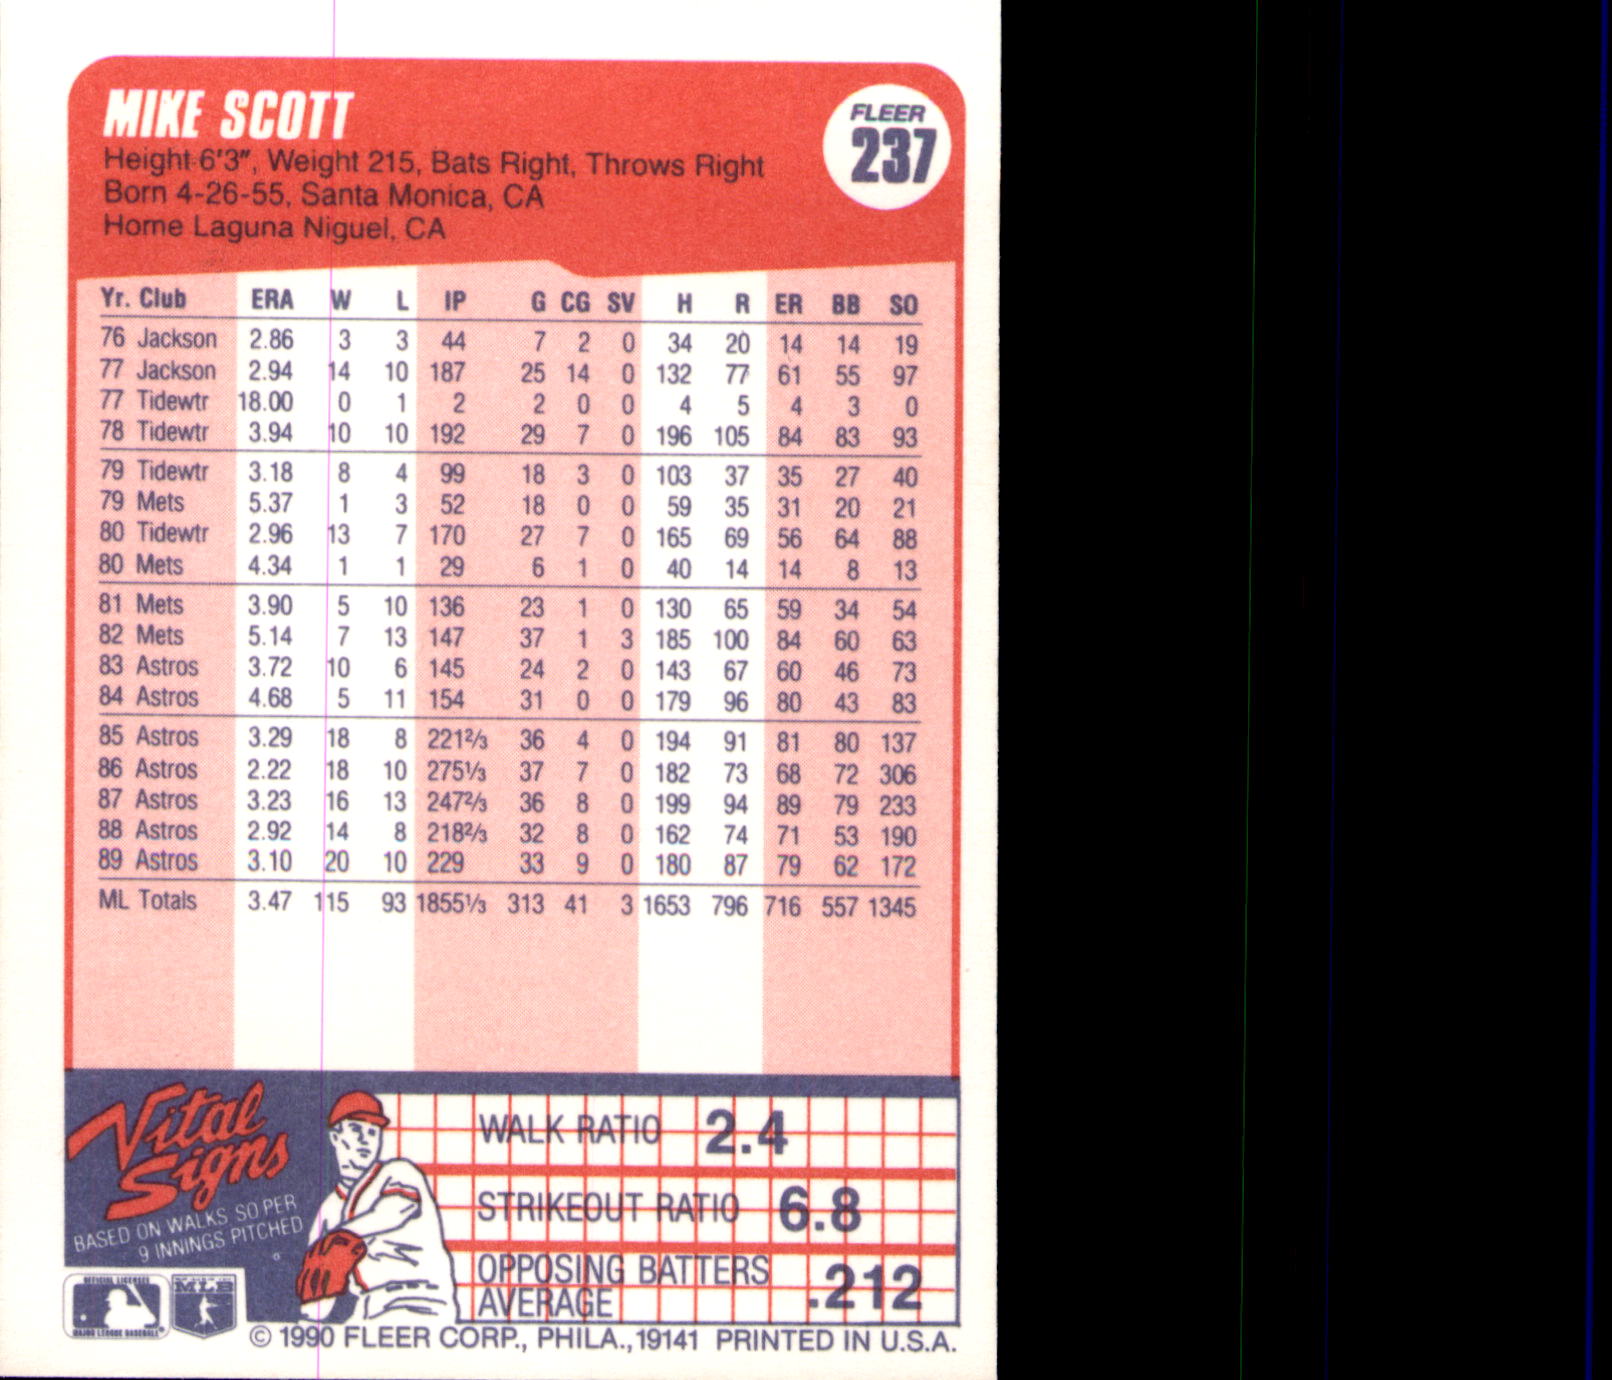 MIKE SCOTT
FLEER
237
Height 6'3", Weight 215, Bats Right, Throws Right
Born 4-26-55, Santa Monica, CA
Home Laguna Niguel, CA
Yr. Club ERA W L IP G CG SV H R ER BB SO
76 Jackson 2.86 3 3 44 7 2 0 34 20 14 14 19
77 Jackson 2.94 14 10 187 25 14 0 132 77 61 55 97
77 Tidewtr 18.00 0 1 2 2 0 0 4 5 4 3 0
78 Tidewtr 3.94 10 10 192 29 7 0 196 105 84 83 93
79 Tidewtr 3.18 8 4 99 18 3 0 103 37 35 27 40
79 Mets 5.37 1 3 52 18 0 0 59 35 31 20 21
80 Tidewtr 2.96 13 7 170 27 7 0 165 69 56 64 88
80 Mets 4.34 1 1 29 6 1 0 40 14 14 8 13
81 Mets 3.90 5 10 136 23 1 0 130 65 59 34 54
82 Mets 5.14 7 13 147 37 1 3 185 100 84 60 63
83 Astros 3.72 10 6 145 24 2 0 143 67 60 46 73
84 Astros 4.68 5 11 154 31 0 0 179 96 80 43 83
85 Astros 3.29 18 8 221⅔ 36 4 0 194 91 81 80 137
86 Astros 2.22 18 10 275⅓ 37 7 0 182 73 68 72 306
87 Astros 3.23 16 13 247⅔ 36 8 0 199 94 89 79 233
88 Astros 2.92 14 8 218⅔ 32 8 0 162 74 71 53 190
89 Astros 3.10 20 10 229 33 9 0 180 87 79 62 172
ML Totals 3.47 115 93 1855⅓ 313 41 3 1653 796 716 557 1345
Vital
Signs
BASED ON WALKS SO PER
9 INNINGS PITCHED
WALK RATIO 2.4
STRIKEOUT RATIO 6.8
OPPOSING BATTERS
AVERAGE .212
OFFICIAL LICENSEE
MAJOR LEAGUE BASEBALL
© 1990 FLEER CORP., PHILA., 19141 PRINTED IN U.S.A.